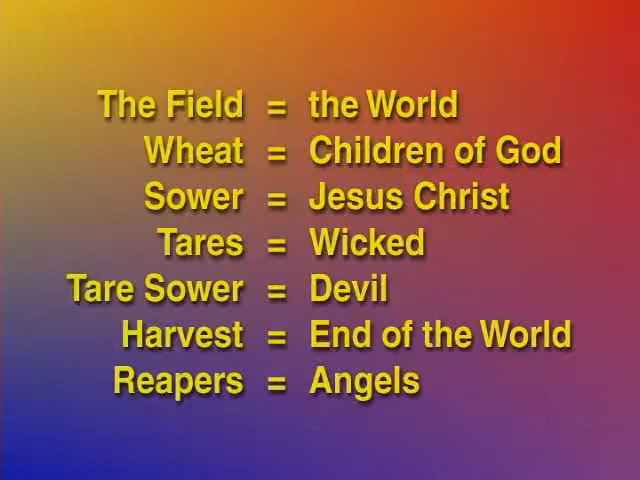 The Field = the World
Wheat = Children of God
Sower = Jesus Christ
Tares = Wicked
Tare Sower = Devil
Harvest = End of the World
Reapers = Angels